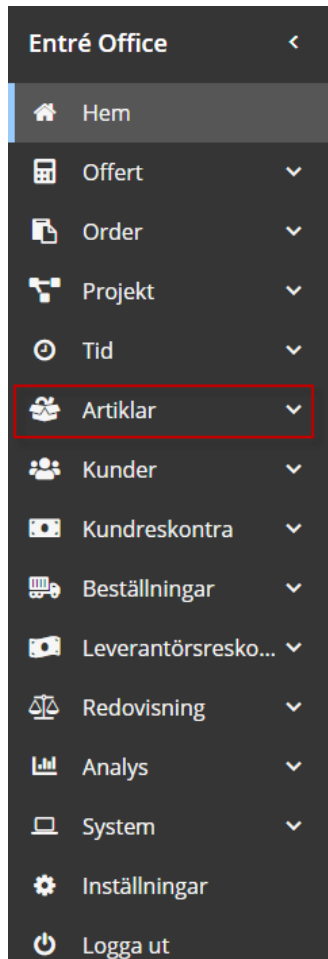 Entré Office
Hem
Offert
Order
Projekt
Tid
Artiklar
Kunder
Kundreskontra
Beställningar
Leverantörsresko...
Redovisning
Analys
System
Inställningar
Logga ut